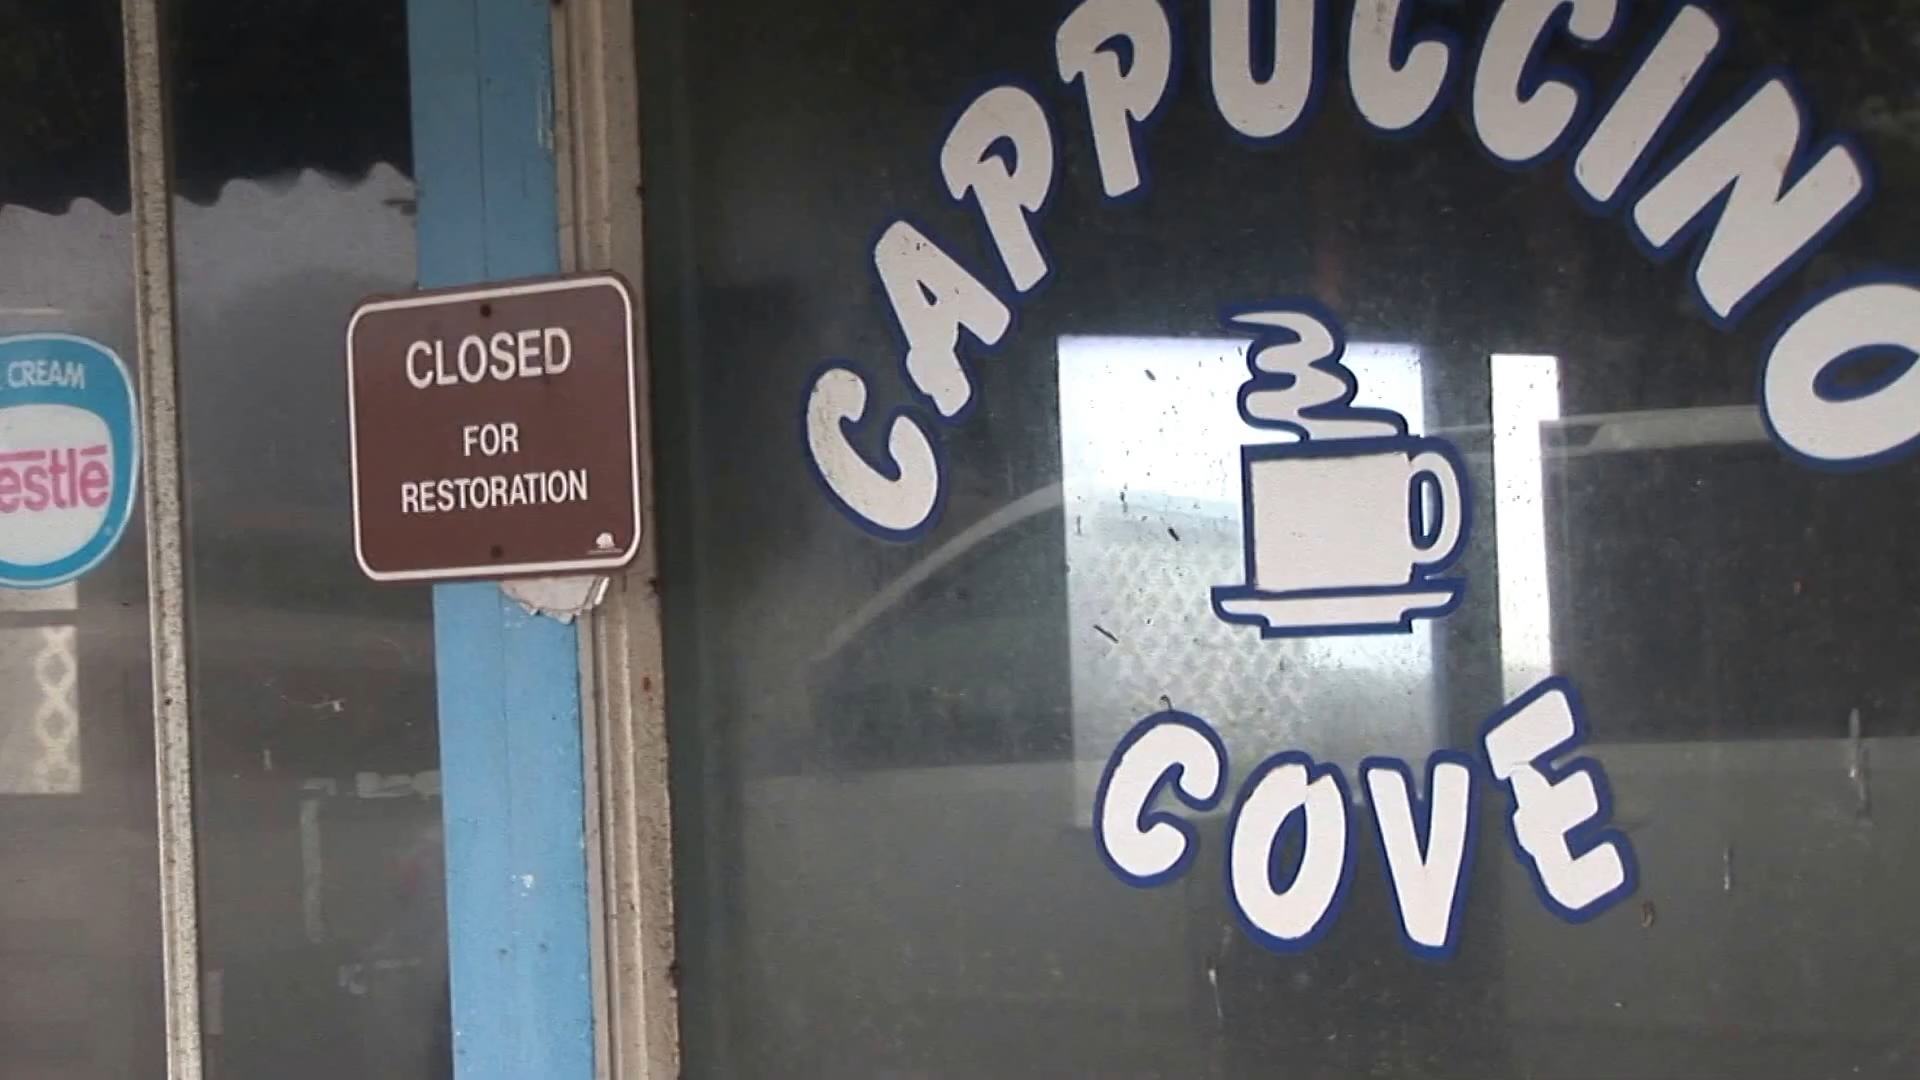 CREAM
estlé
CLOSED
FOR
RESTORATION
CAPPUCCINO
COVE